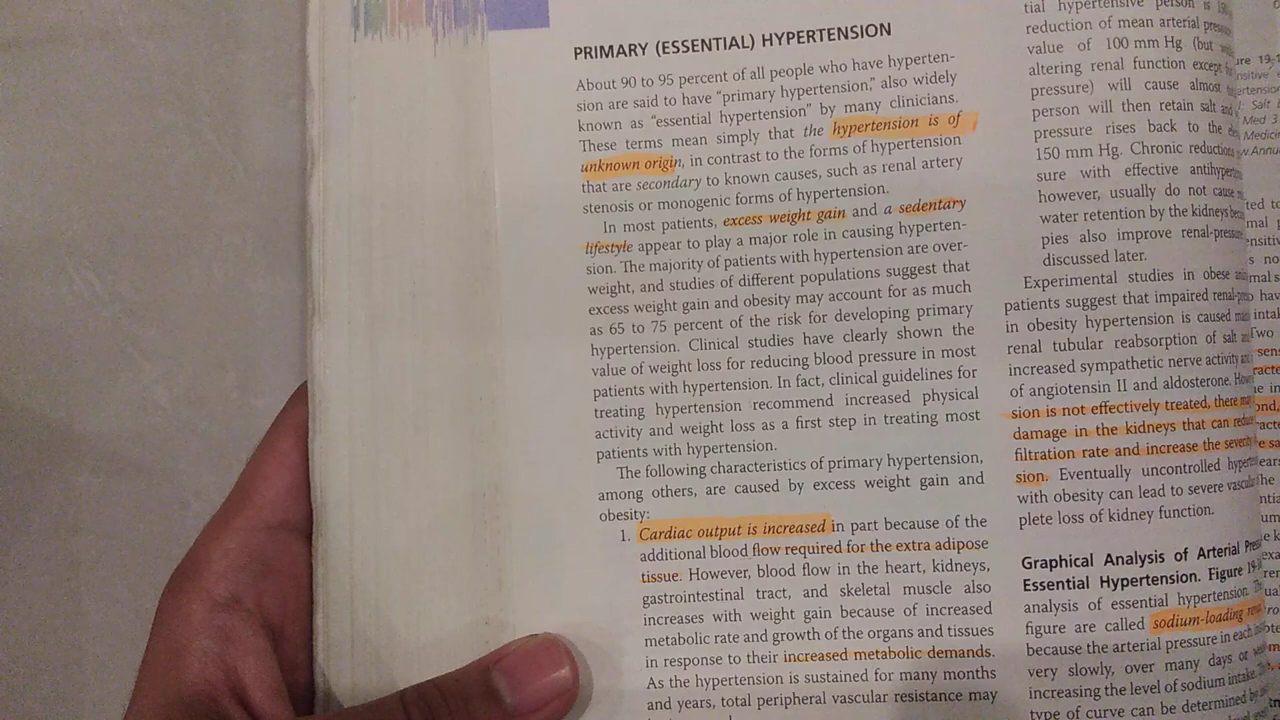 PRIMARY (ESSENTIAL) HYPERTENSION
About 90 to 95 percent of all people who have hyperten-
sion are said to have “primary hypertension,” also widely
known as “essential hypertension” by many clinicians.
These terms mean simply that the hypertension is of
unknown origin, in contrast to the forms of hypertension
that are secondary to known causes, such as renal artery
stenosis or monogenic forms of hypertension.
In most patients, excess weight gain and a sedentary
lifestyle appear to play a major role in causing hyperten-
sion. The majority of patients with hypertension are over-
weight, and studies of different populations suggest that
excess weight gain and obesity may account for as much
as 65 to 75 percent of the risk for developing primary
hypertension. Clinical studies have clearly shown the
value of weight loss for reducing blood pressure in most
patients with hypertension. In fact, clinical guidelines for
treating hypertension recommend increased physical
activity and weight loss as a first step in treating most
patients with hypertension.
The following characteristics of primary hypertension,
among others, are caused by excess weight gain and
obesity:
1. Cardiac output is increased in part because of the
additional blood flow required for the extra adipose
tissue. However, blood flow in the heart, kidneys,
gastrointestinal tract, and skeletal muscle also
increases with weight gain because of increased
metabolic rate and growth of the organs and tissues
in response to their increased metabolic demands.
As the hypertension is sustained for many months
and years, total peripheral vascular resistance may
tial hypertensive person is
reduction of mean arterial
value of 100 mm Hg (but
altering renal function except
pressure) will cause almost
person will then retain salt and
pressure rises back to the
150 mm Hg. Chronic reductions
sure with effective
however, usually do not cause
water retention by the kidneys
pies also improve
discussed later.
Experimental studies in obese
patients suggest that impaired
in obesity hypertension is caused
renal tubular reabsorption of salt
increased sympathetic nerve activity
of angiotensin II and aldosterone.
sion is not effectively treated, there
damage in the kidneys that can
filtration rate and increase the severity
sion. Eventually uncontrolled
with obesity can lead to severe
plete loss of kidney function.
Graphical Analysis of Arterial
Essential Hypertension. Figure
analysis of essential hypertension.
figure are called sodium-loading
because the arterial pressure in each
very slowly, over many days or
increasing the level of sodium intake.
type of curve can be determined